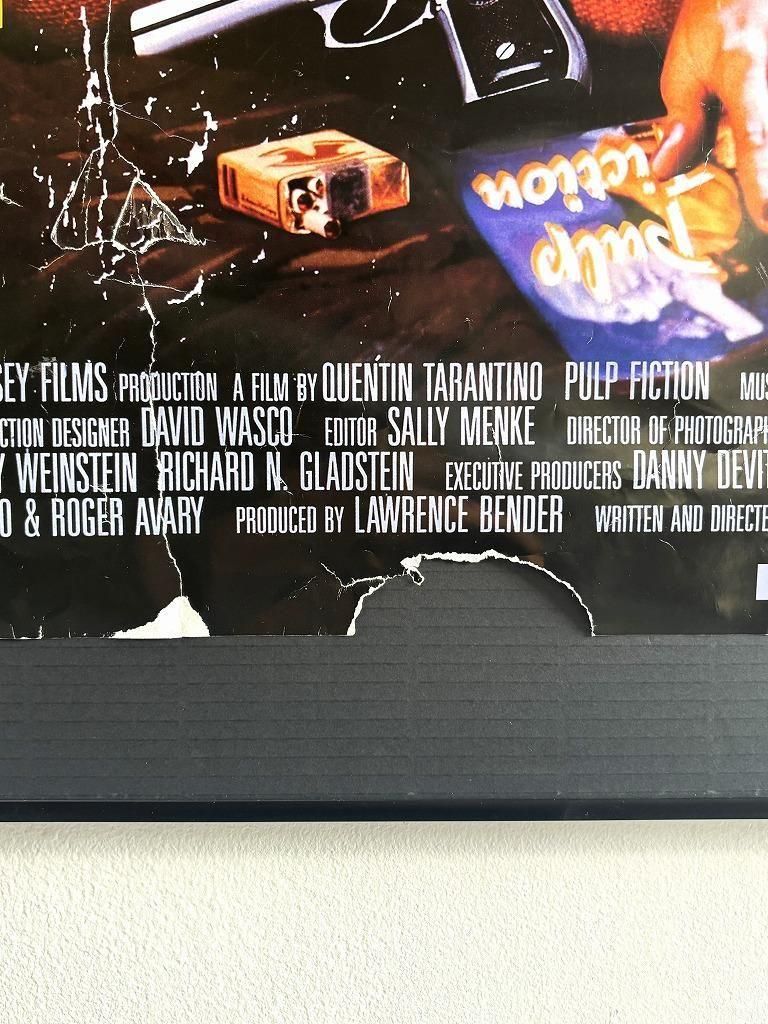 Pulp
iction
SEY FILMS PRODUCTION A FILM BY QUENTIN TARANTINO PULP FICTION MUS
CTION DESIGNER DAVID WASCO EDITOR SALLY MENKE DIRECTOR OF PHOTOGRAPH
Y WEINSTEIN RICHARD N. GLADSTEIN EXECUTIVE PRODUCERS DANNY DEVIT
O & ROGER AVARY PRODUCED BY LAWRENCE BENDER WRITTEN AND DIRECTE